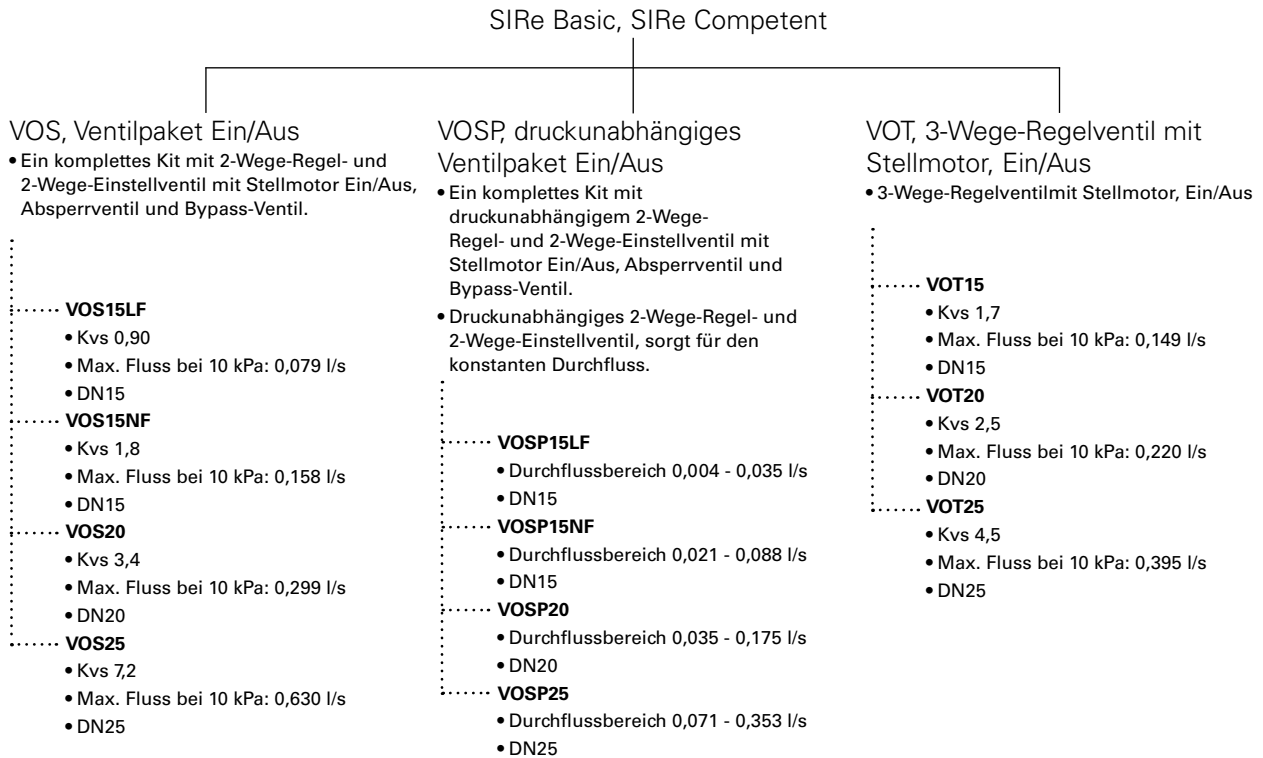 SIRe Basic, SIRe Competent
VOS, Ventilpaket Ein/Aus
• Ein komplettes Kit mit 2-Wege-Regel- und
2-Wege-Einstellventil mit Stellmotor Ein/Aus,
Absperrventil und Bypass-Ventil.
VOS15LF
• Kvs 0,90
• Max. Fluss bei 10 kPa: 0,079 l/s
• DN15
VOS15NF
• Kvs 1,8
• Max. Fluss bei 10 kPa: 0,158 l/s
• DN15
VOS20
• Kvs 3,4
• Max. Fluss bei 10 kPa: 0,299 l/s
• DN20
VOS25
• Kvs 7,2
• Max. Fluss bei 10 kPa: 0,630 l/s
• DN25
VOSP, druckunabhängiges
Ventilpaket Ein/Aus
• Ein komplettes Kit mit
druckunabhängigem 2-Wege-
Regel- und 2-Wege-Einstellventil mit
Stellmotor Ein/Aus, Absperrventil und
Bypass-Ventil.
• Druckunabhängiges 2-Wege-Regel- und
2-Wege-Einstellventil, sorgt für den
konstanten Durchfluss.
VOSP15LF
• Durchflussbereich 0,004 - 0,035 l/s
• DN15
VOSP15NF
• Durchflussbereich 0,021 - 0,088 l/s
• DN15
VOSP20
• Durchflussbereich 0,035 - 0,175 l/s
• DN20
VOSP25
• Durchflussbereich 0,071 - 0,353 l/s
• DN25
VOT, 3-Wege-Regelventil mit
Stellmotor, Ein/Aus
• 3-Wege-Regelventilmit Stellmotor, Ein/Aus
VOT15
• Kvs 1,7
• Max. Fluss bei 10 kPa: 0,149 l/s
• DN15
VOT20
• Kvs 2,5
• Max. Fluss bei 10 kPa: 0,220 l/s
• DN20
VOT25
• Kvs 4,5
• Max. Fluss bei 10 kPa: 0,395 l/s
• DN25